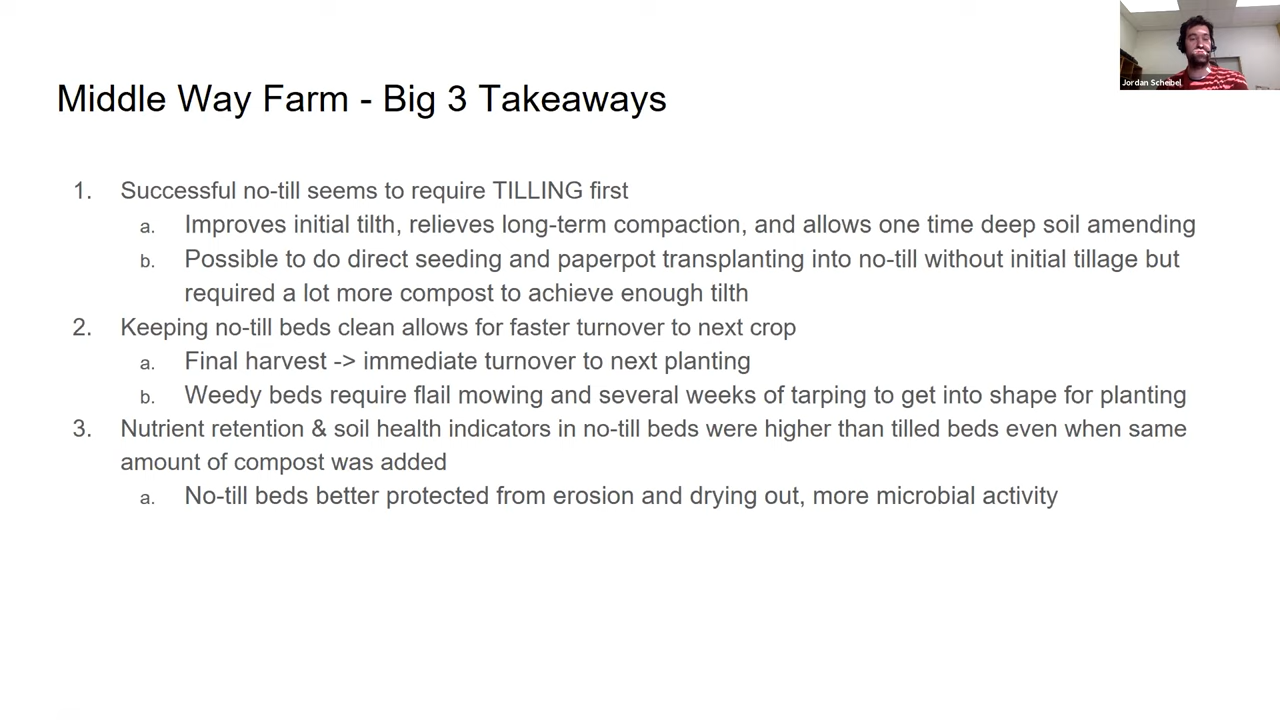 Jordan Scheibel
Middle Way Farm - Big 3 Takeaways
1. Successful no-till seems to require TILLING first
a. Improves initial tilth, relieves long-term compaction, and allows one time deep soil amending
b. Possible to do direct seeding and paperpot transplanting into no-till without initial tillage but
required a lot more compost to achieve enough tilth
2. Keeping no-till beds clean allows for faster turnover to next crop
a. Final harvest -> immediate turnover to next planting
b. Weedy beds require flail mowing and several weeks of tarping to get into shape for planting
3. Nutrient retention & soil health indicators in no-till beds were higher than tilled beds even when same
amount of compost was added
a. No-till beds better protected from erosion and drying out, more microbial activity